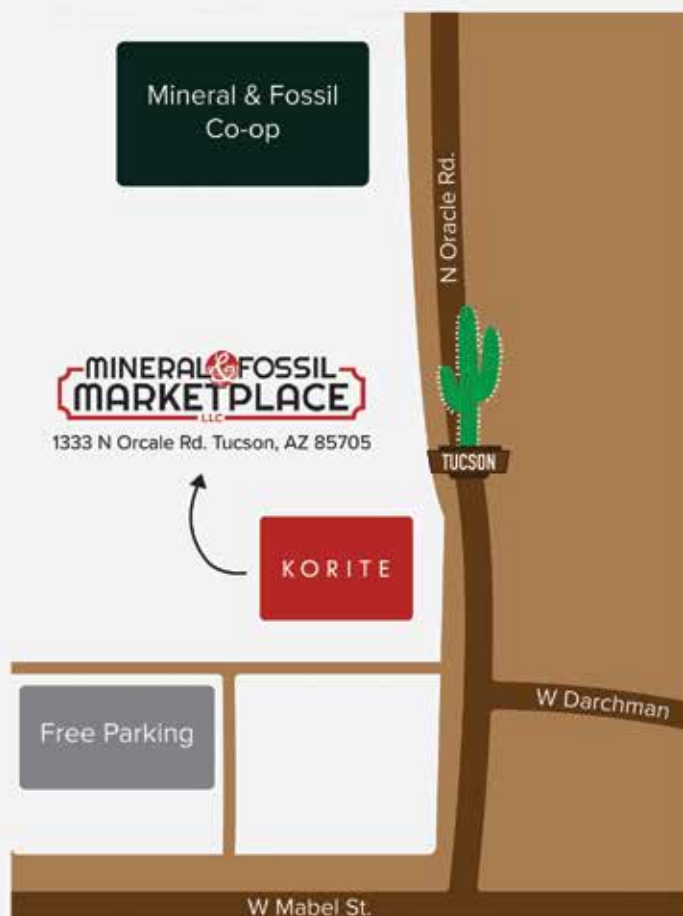 Mineral & Fossil
Co-op
N Oracle Rd.
MINERAL & FOSSIL
MARKETPLACE
LLC
1333 N Orcale Rd. Tucson, AZ 85705
TUCSON
KORITE
W Darchman
Free Parking
W Mabel St.